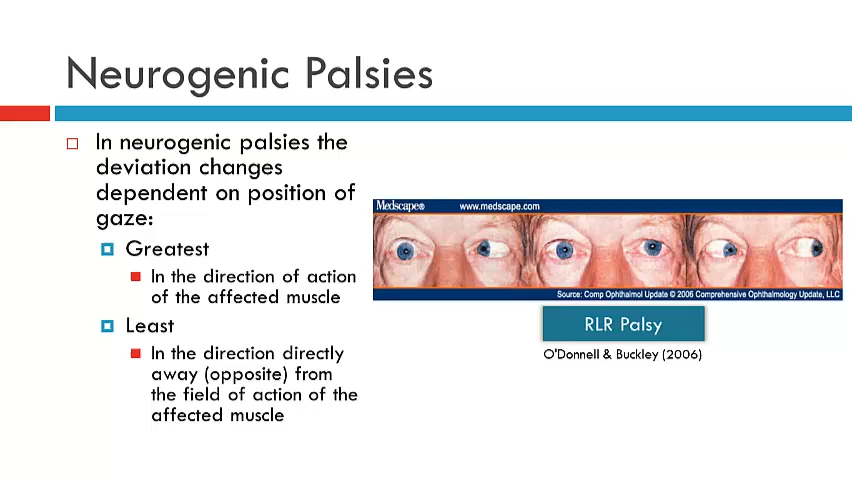 Neurogenic Palsies
In neurogenic palsies the
deviation changes
dependent on position of
gaze:
Greatest
In the direction of action
of the affected muscle
Least
In the direction directly
away (opposite) from
the field of action of the
affected muscle
Medscape® www.medscape.com
Source: Comp Ophthalmol Update © 2006 Comprehensive Ophthalmology Update, LLC
RLR Palsy
O'Donnell & Buckley (2006)